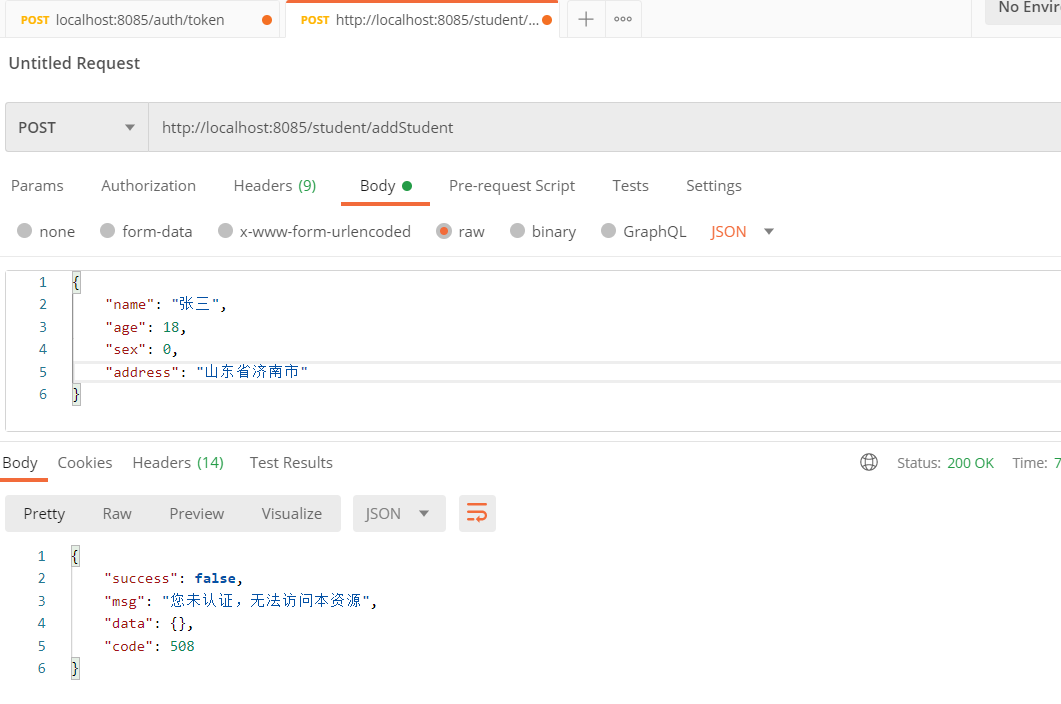 POST localhost:8085/auth/token POST http://localhost:8085/student/... + ooo No Envir
Untitled Request
POST http://localhost:8085/student/addStudent
Params Authorization Headers (9) Body Pre-request Script Tests Settings
none form-data x-www-form-urlencoded raw binary GraphQL JSON
1 {
2 "name": "张三",
3 "age": 18,
4 "sex": 0,
5 "address": "山东省济南市"
6 }
Body Cookies Headers (14) Test Results Status: 200 OK Time: 7
Pretty Raw Preview Visualize JSON
1 {
2 "success": false,
3 "msg": "您未认证，无法访问本资源",
4 "data": {},
5 "code": 508
6 }